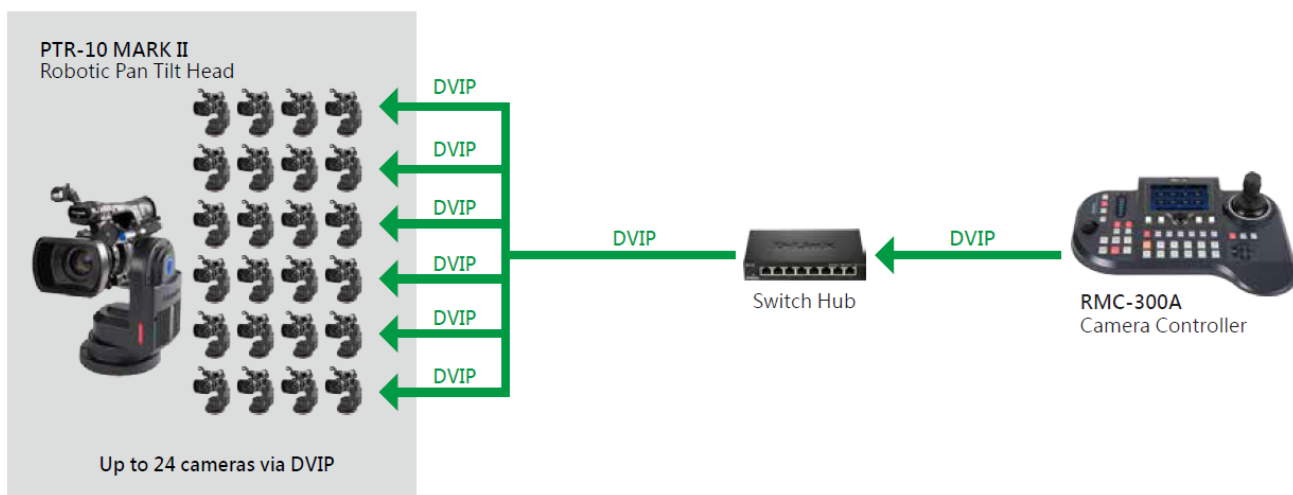 PTR-10 MARK II
Robotic Pan Tilt Head
DVIP
DVIP
DVIP
DVIP
DVIP
DVIP
DVIP
DVIP
D-Link
Switch Hub
RMC-300A
Camera Controller
Up to 24 cameras via DVIP